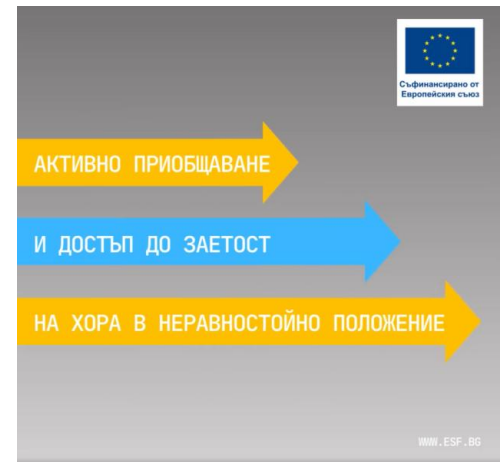 Съфинансирано от
Европейския съюз
АКТИВНО ПРИОБЩАВАНЕ
И ДОСТЪП ДО ЗАЕТОСТ
НА ХОРА В НЕРАВНОСТОЙНО ПОЛОЖЕНИЕ
WWW.ESF.BG